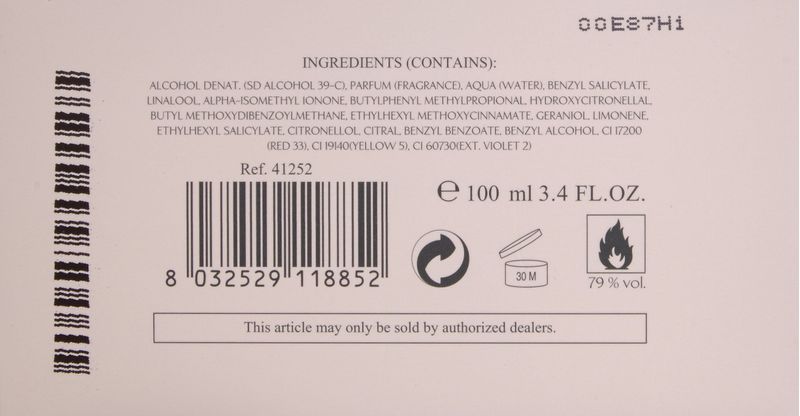 00E87H1
INGREDIENTS (CONTAINS):
ALCOHOL DENAT. (SD ALCOHOL 39-C), PARFUM (FRAGRANCE), AQUA (WATER), BENZYL SALICYLATE,
LINALOOL, ALPHA-ISOMETHYL IONONE, BUTYLPHENYL METHYLPROPIONAL, HYDROXYCITRONELLAL,
BUTYL METHOXYDIBENZOYLMETHANE, ETHYLHEXYL METHOXYCINNAMATE, GERANIOL, LIMONENE,
ETHYLHEXYL SALICYLATE, CITRONELLOL, CITRAL, BENZYL BENZOATE, BENZYL ALCOHOL, CI 17200
(RED 33), CI 19140(YELLOW 5), CI 60730(EXT. VIOLET 2)
Ref. 41252
℮ 100 ml 3.4 FL.OZ.
8 032529 118852
30 M
79 % vol.
This article may only be sold by authorized dealers.